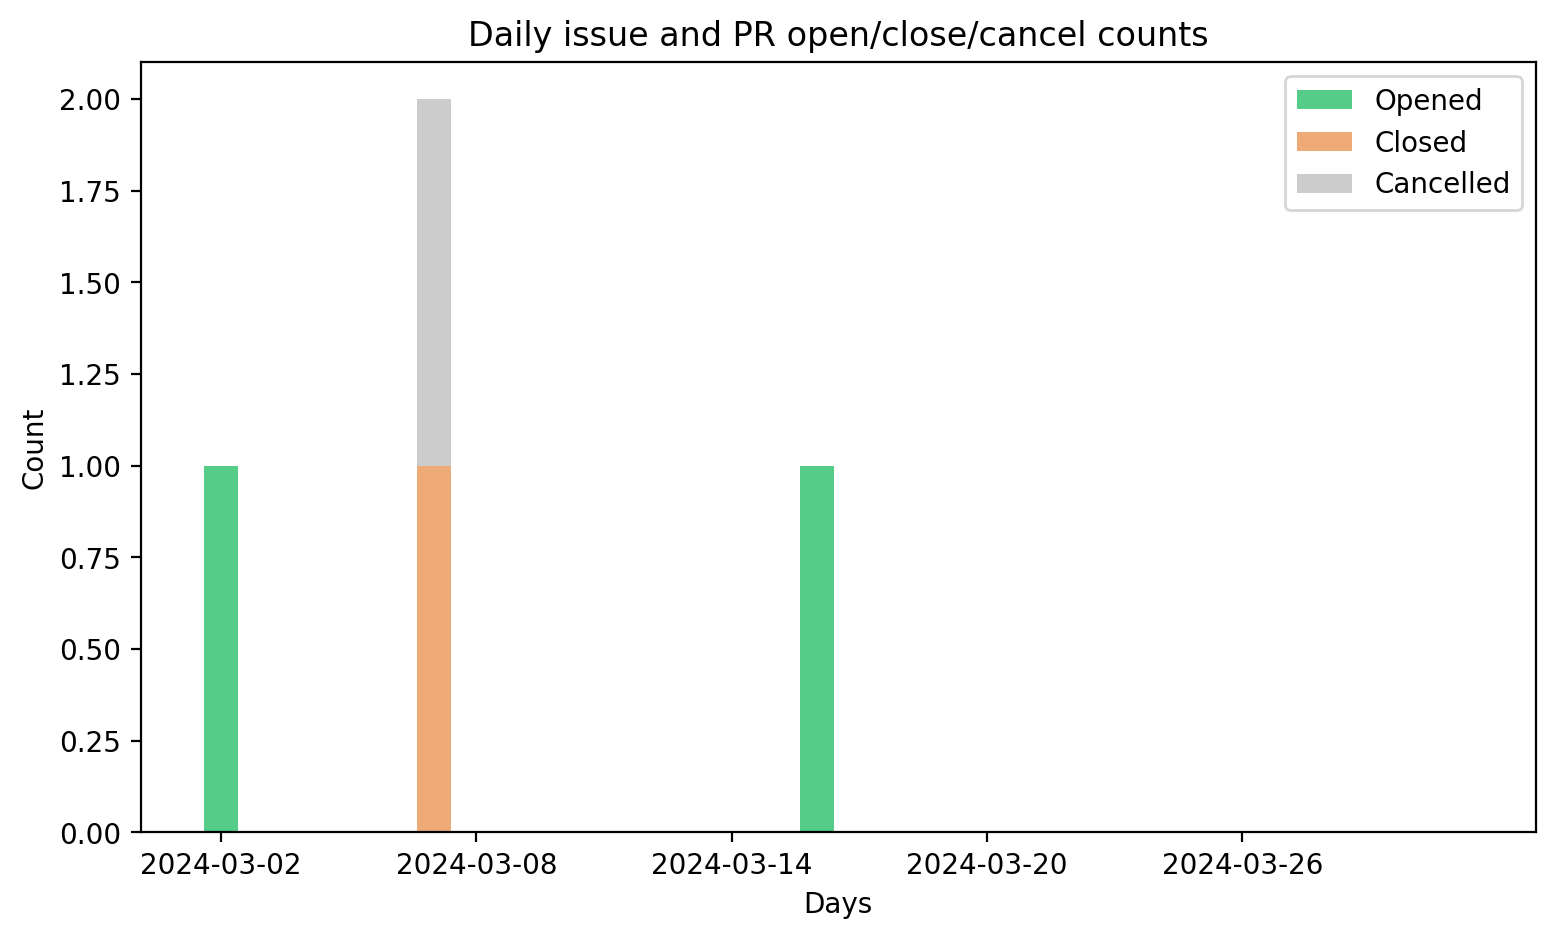 Daily issue and PR open/close/cancel counts
Opened
Closed
Cancelled
Count
2.00
1.75
1.50
1.25
1.00
0.75
0.50
0.25
0.00
2024-03-02 2024-03-08 2024-03-14 2024-03-20 2024-03-26
Days